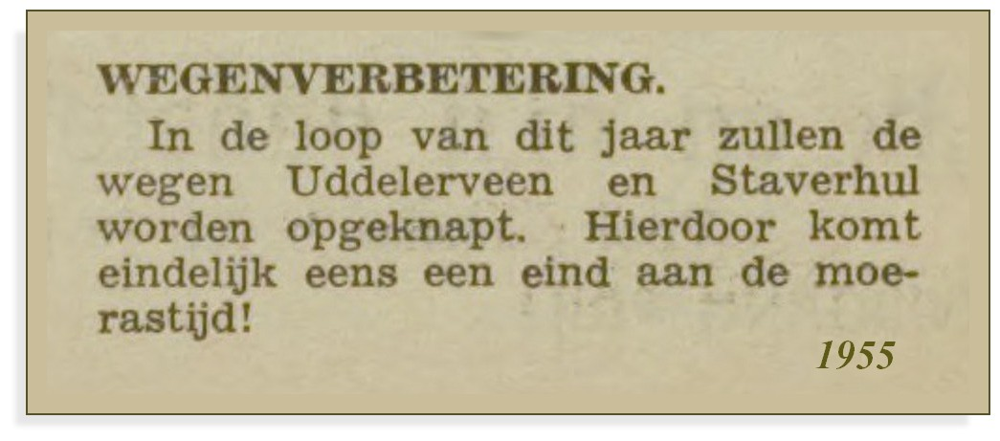 WEGENVERBETERING.
In de loop van dit jaar zullen de
wegen Uddelerveen en Staverhul
worden opgeknapt. Hierdoor komt
eindelijk eens een eind aan de moe-
rastijd!
1955